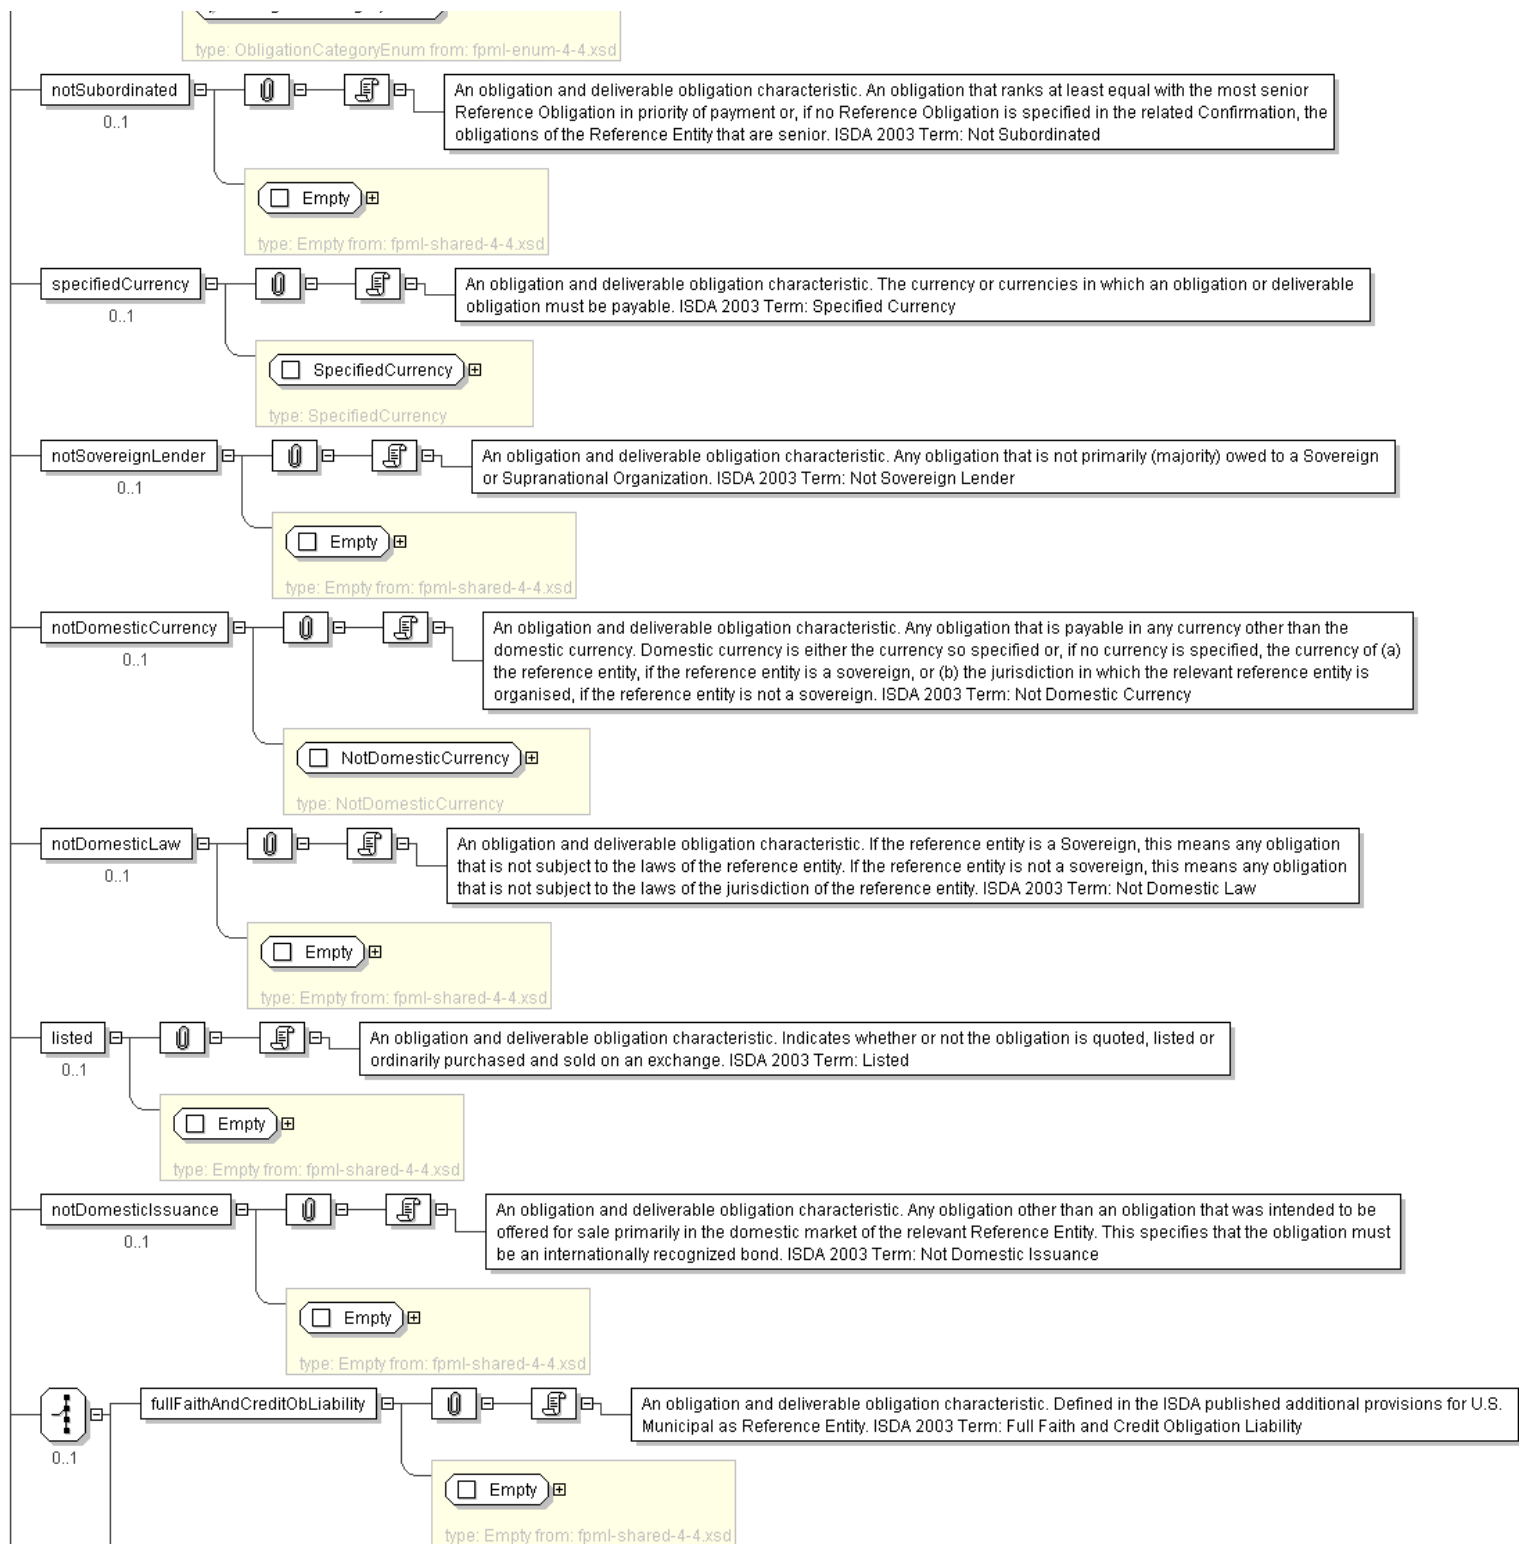 type: ObligationCategoryEnum from: fpml-enum-4-4.xsd
notSubordinated
0..1
An obligation and deliverable obligation characteristic. An obligation that ranks at least equal with the most senior
Reference Obligation in priority of payment or, if no Reference Obligation is specified in the related Confirmation, the
obligations of the Reference Entity that are senior. ISDA 2003 Term: Not Subordinated
Empty
type: Empty from: fpml-shared-4-4.xsd
specifiedCurrency
0..1
An obligation and deliverable obligation characteristic. The currency or currencies in which an obligation or deliverable
obligation must be payable. ISDA 2003 Term: Specified Currency
SpecifiedCurrency
type: SpecifiedCurrency
notSovereignLender
0..1
An obligation and deliverable obligation characteristic. Any obligation that is not primarily (majority) owed to a Sovereign
or Supranational Organization. ISDA 2003 Term: Not Sovereign Lender
Empty
type: Empty from: fpml-shared-4-4.xsd
notDomesticCurrency
0..1
An obligation and deliverable obligation characteristic. Any obligation that is payable in any currency other than the
domestic currency. Domestic currency is either the currency so specified or, if no currency is specified, the currency of (a)
the reference entity, if the reference entity is a sovereign, or (b) the jurisdiction in which the relevant reference entity is
organised, if the reference entity is not a sovereign. ISDA 2003 Term: Not Domestic Currency
NotDomesticCurrency
type: NotDomesticCurrency
notDomesticLaw
0..1
An obligation and deliverable obligation characteristic. If the reference entity is a Sovereign, this means any obligation
that is not subject to the laws of the reference entity. If the reference entity is not a sovereign, this means any obligation
that is not subject to the laws of the jurisdiction of the reference entity. ISDA 2003 Term: Not Domestic Law
Empty
type: Empty from: fpml-shared-4-4.xsd
listed
0..1
An obligation and deliverable obligation characteristic. Indicates whether or not the obligation is quoted, listed or
ordinarily purchased and sold on an exchange. ISDA 2003 Term: Listed
Empty
type: Empty from: fpml-shared-4-4.xsd
notDomesticIssuance
0..1
An obligation and deliverable obligation characteristic. Any obligation other than an obligation that was intended to be
offered for sale primarily in the domestic market of the relevant Reference Entity. This specifies that the obligation must
be an internationally recognized bond. ISDA 2003 Term: Not Domestic Issuance
Empty
type: Empty from: fpml-shared-4-4.xsd
0..1
fullFaithAndCreditObLiability
An obligation and deliverable obligation characteristic. Defined in the ISDA published additional provisions for U.S.
Municipal as Reference Entity. ISDA 2003 Term: Full Faith and Credit Obligation Liability
Empty
type: Empty from: fpml-shared-4-4.xsd